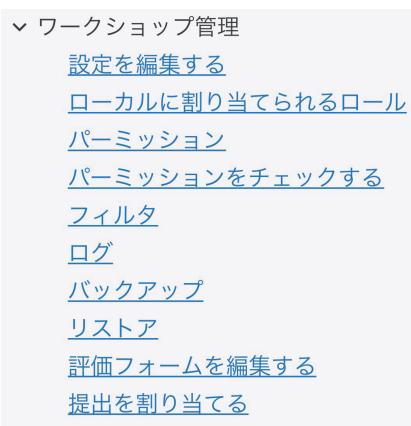 ワークショップ管理
設定を編集する
ローカルに割り当てられるロール
パーミッション
パーミッションをチェックする
フィルタ
ログ
バックアップ
リストア
評価フォームを編集する
提出を割り当てる